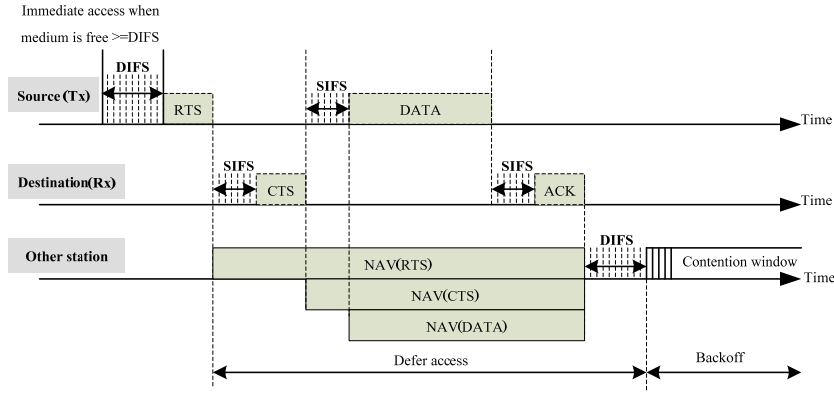 Immediate access when
medium is free >=DIFS
DIFS
Source (Tx)
RTS
SIFS
DATA
Time
Destination(Rx)
SIFS
CTS
SIFS
ACK
Time
Other station
NAV(RTS)
DIFS
Contention window
Time
NAV(CTS)
NAV(DATA)
Defer access
Backoff